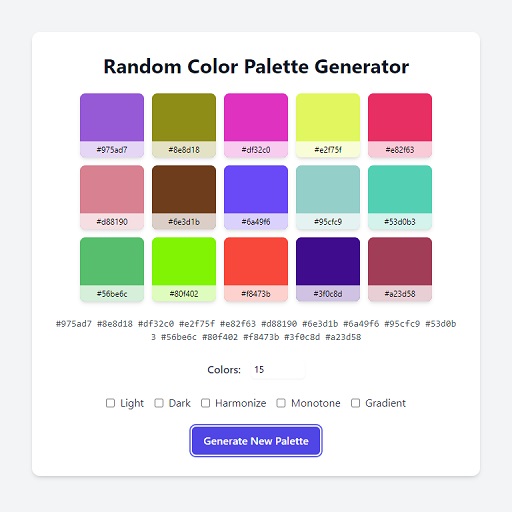 Random Color Palette Generator
#975ad7 #8e8d18 #df32c0 #e2f75f #e82f63
#d88190 #6e3d1b #6a49f6 #95cfc9 #53d0b3
#56be6c #80f402 #f8473b #3f0c8d #a23d58
#975ad7 #8e8d18 #df32c0 #e2f75f #e82f63 #d88190 #6e3d1b #6a49f6 #95cfc9 #53d0b
3 #56be6c #80f402 #f8473b #3f0c8d #a23d58
Colors: 15
Light Dark Harmonize Monotone Gradient
Generate New Palette